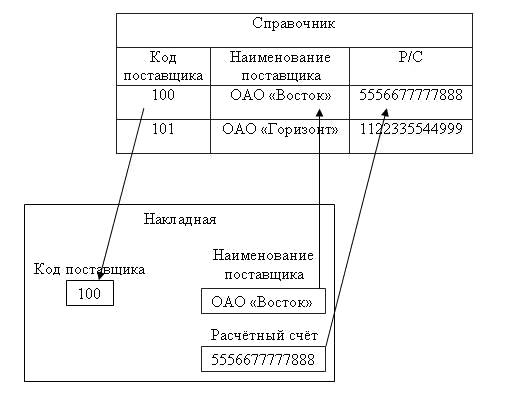 Справочник
Код поставщика Наименование поставщика Р/С
100 ОАО «Восток» 5556677777888
101 ОАО «Горизонт» 1122335544999
Накладная
Код поставщика
100
Наименование
поставщика
ОАО «Восток»
Расчётный счёт
5556677777888